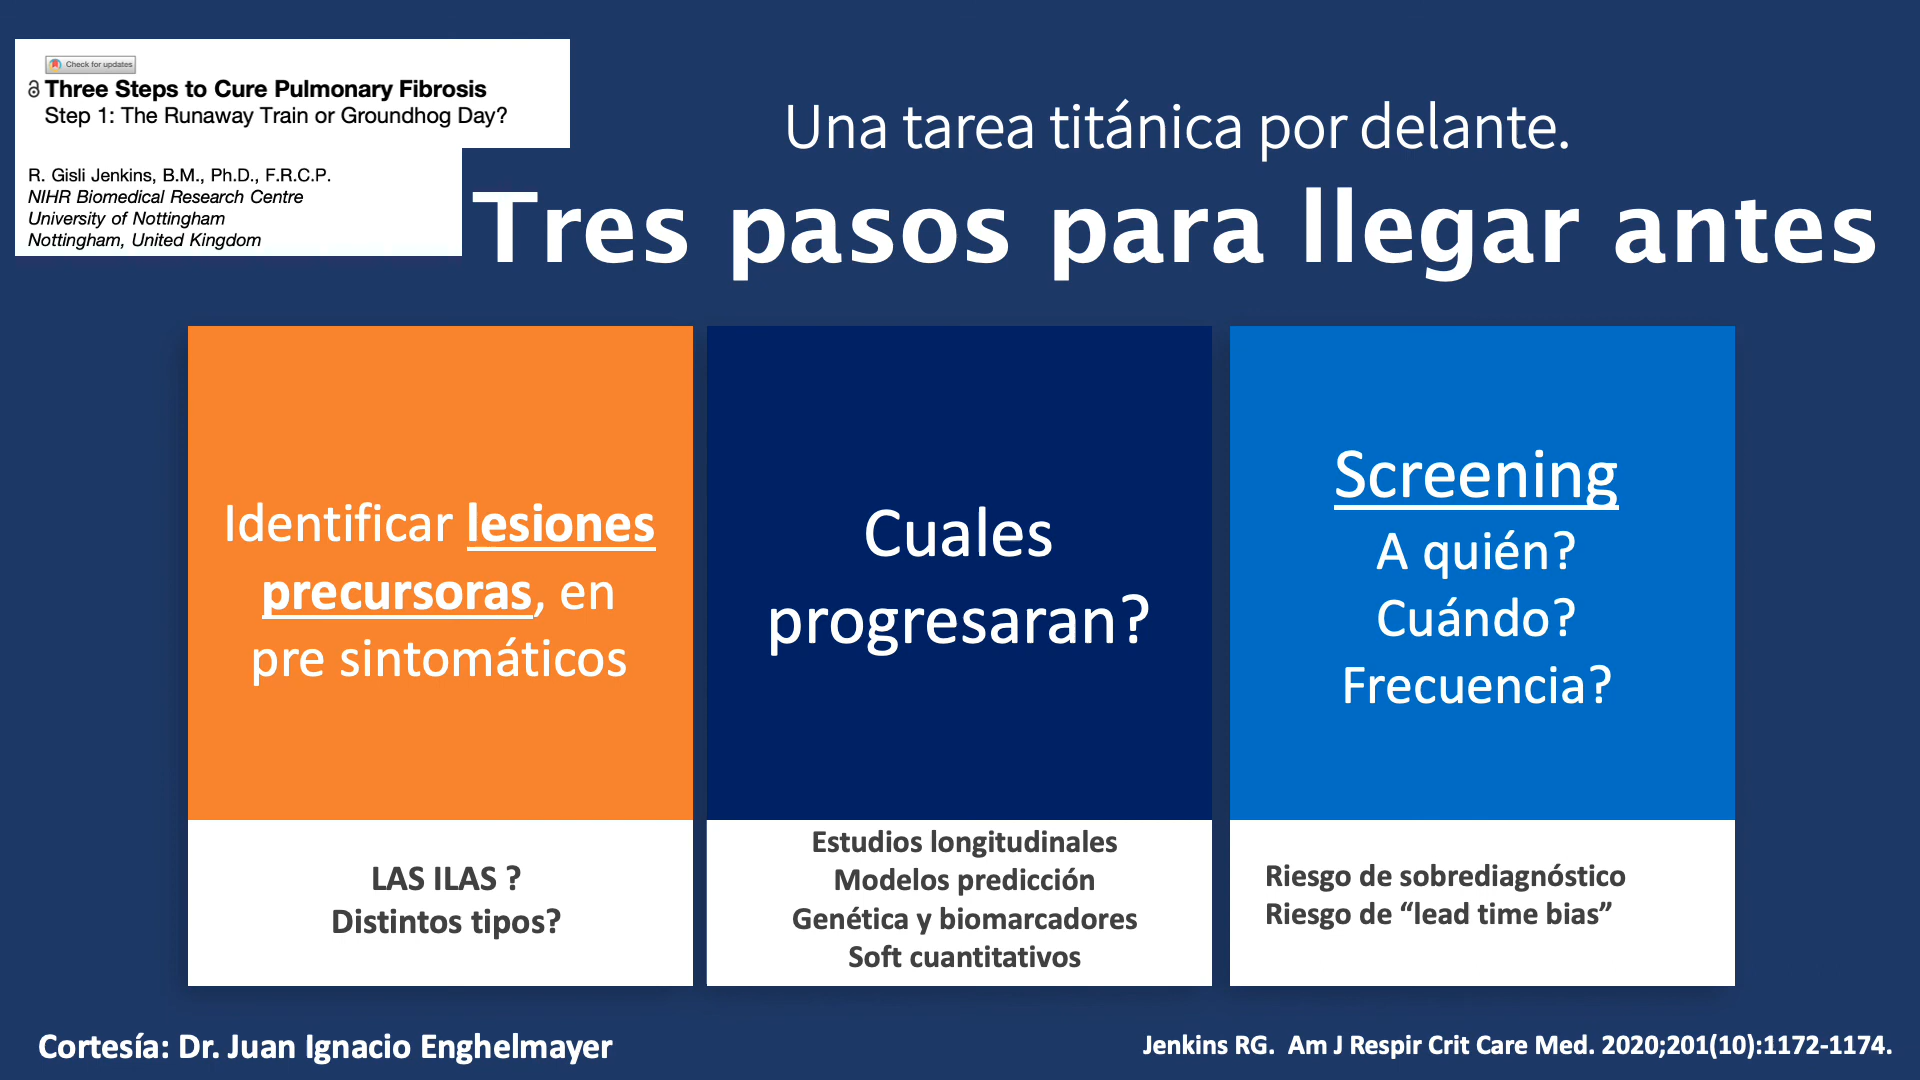 Check for updates
Three Steps to Cure Pulmonary Fibrosis
Step 1: The Runaway Train or Groundhog Day?
R. Gisli Jenkins, B.M., Ph.D., F.R.C.P.
NIHR Biomedical Research Centre
University of Nottingham
Nottingham, United Kingdom
Una tarea titánica por delante.
Tres pasos para llegar antes
Identificar lesiones
precursoras, en
pre sintomáticos
LAS ILAS ?
Distintos tipos?
Cuales
progresaran?
Estudios longitudinales
Modelos predicción
Genética y biomarcadores
Soft cuantitativos
Screening
A quién?
Cuándo?
Frecuencia?
Riesgo de sobrediagnóstico
Riesgo de “lead time bias”
Cortesía: Dr. Juan Ignacio Enghelmayer
Jenkins RG.  Am J Respir Crit Care Med. 2020;201(10):1172-1174.